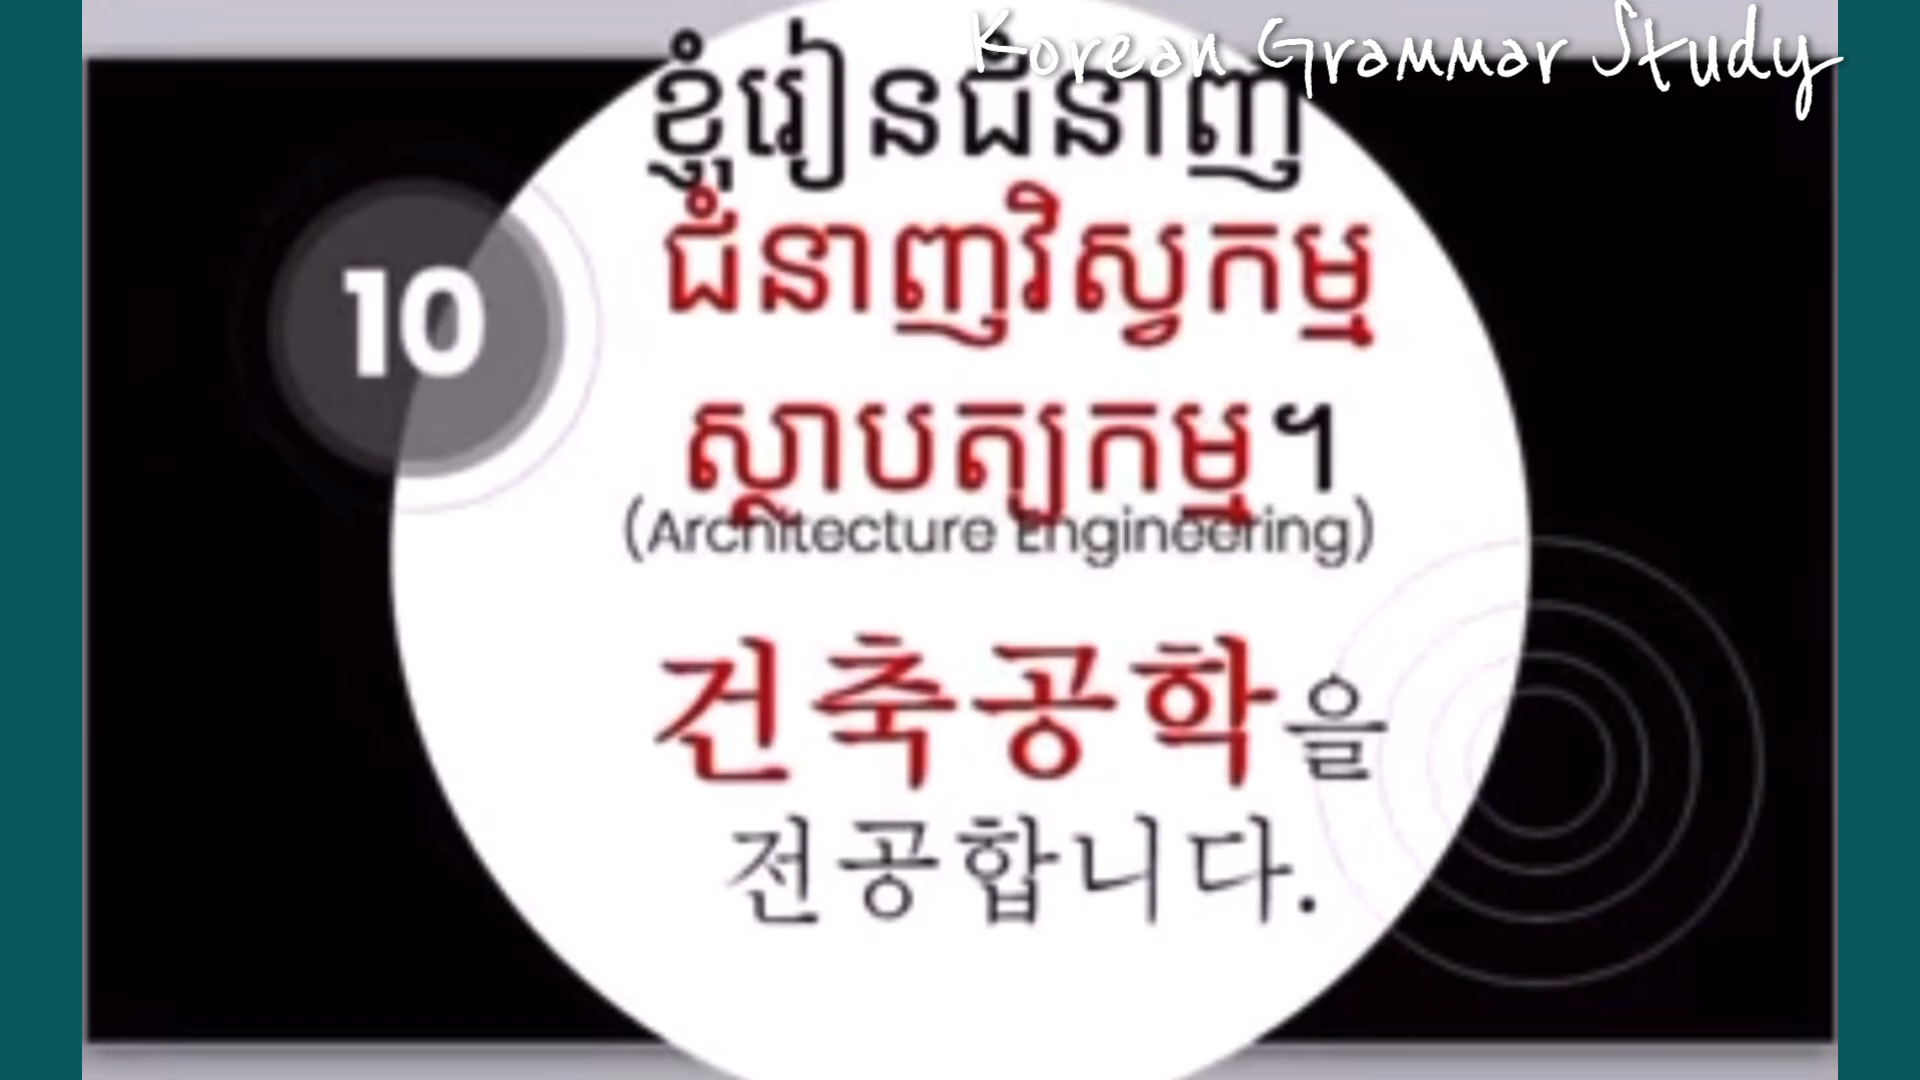 Korean Grammar Study
ខ្ញុំរៀនជំនាញ
10
ជំនាញវិស្វកម្ម
ស្ថាបត្យកម្ម។
(Architecture Engineering)
건축공학을
전공합니다.